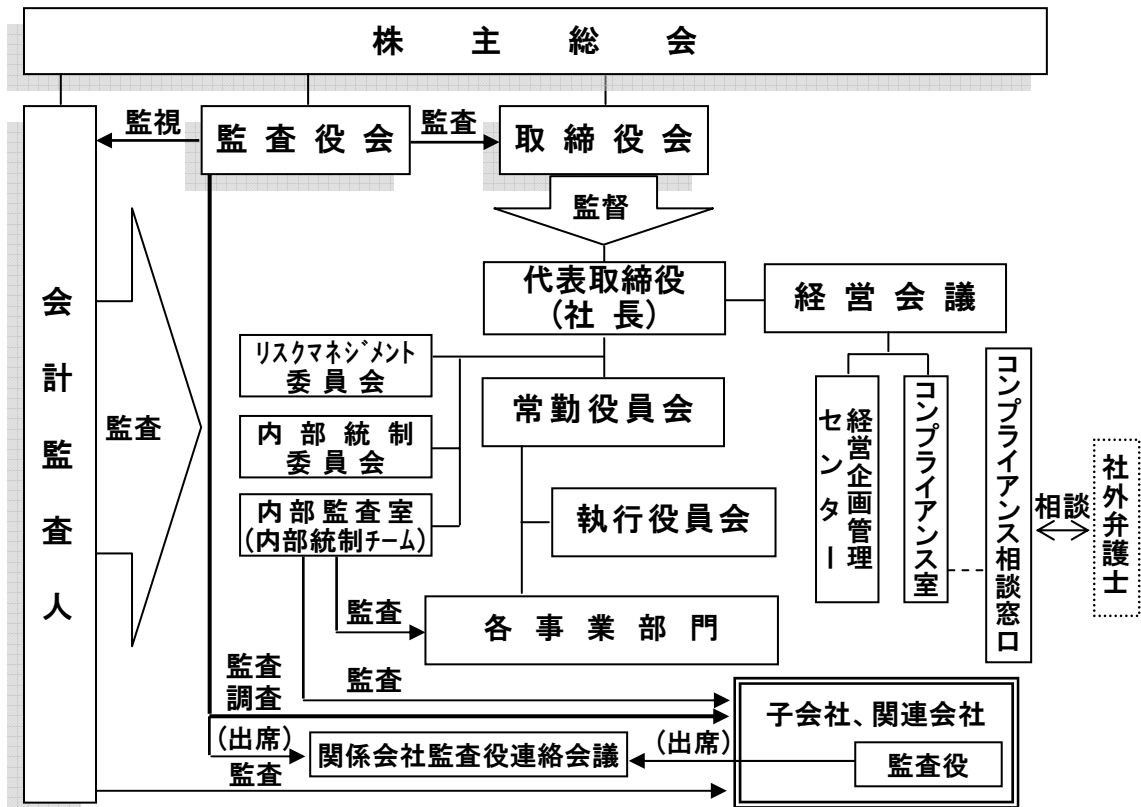 株主総会
監視
監査役会
監査
取締役会
監督
会計監査人
監査
代表取締役
(社長)
経営会議
リスクマネジメント
委員会
常勤役員会
内部統制
委員会
内部監査室
(内部統制チーム)
執行役員会
経営企画管理
センター
コンプライアンス室
コンプライアンス相談窓口
相談
社外弁護士
監査
各事業部門
監査
調査
監査
子会社、関連会社
(出席)
関係会社監査役連絡会議
(出席)
監査役
監査